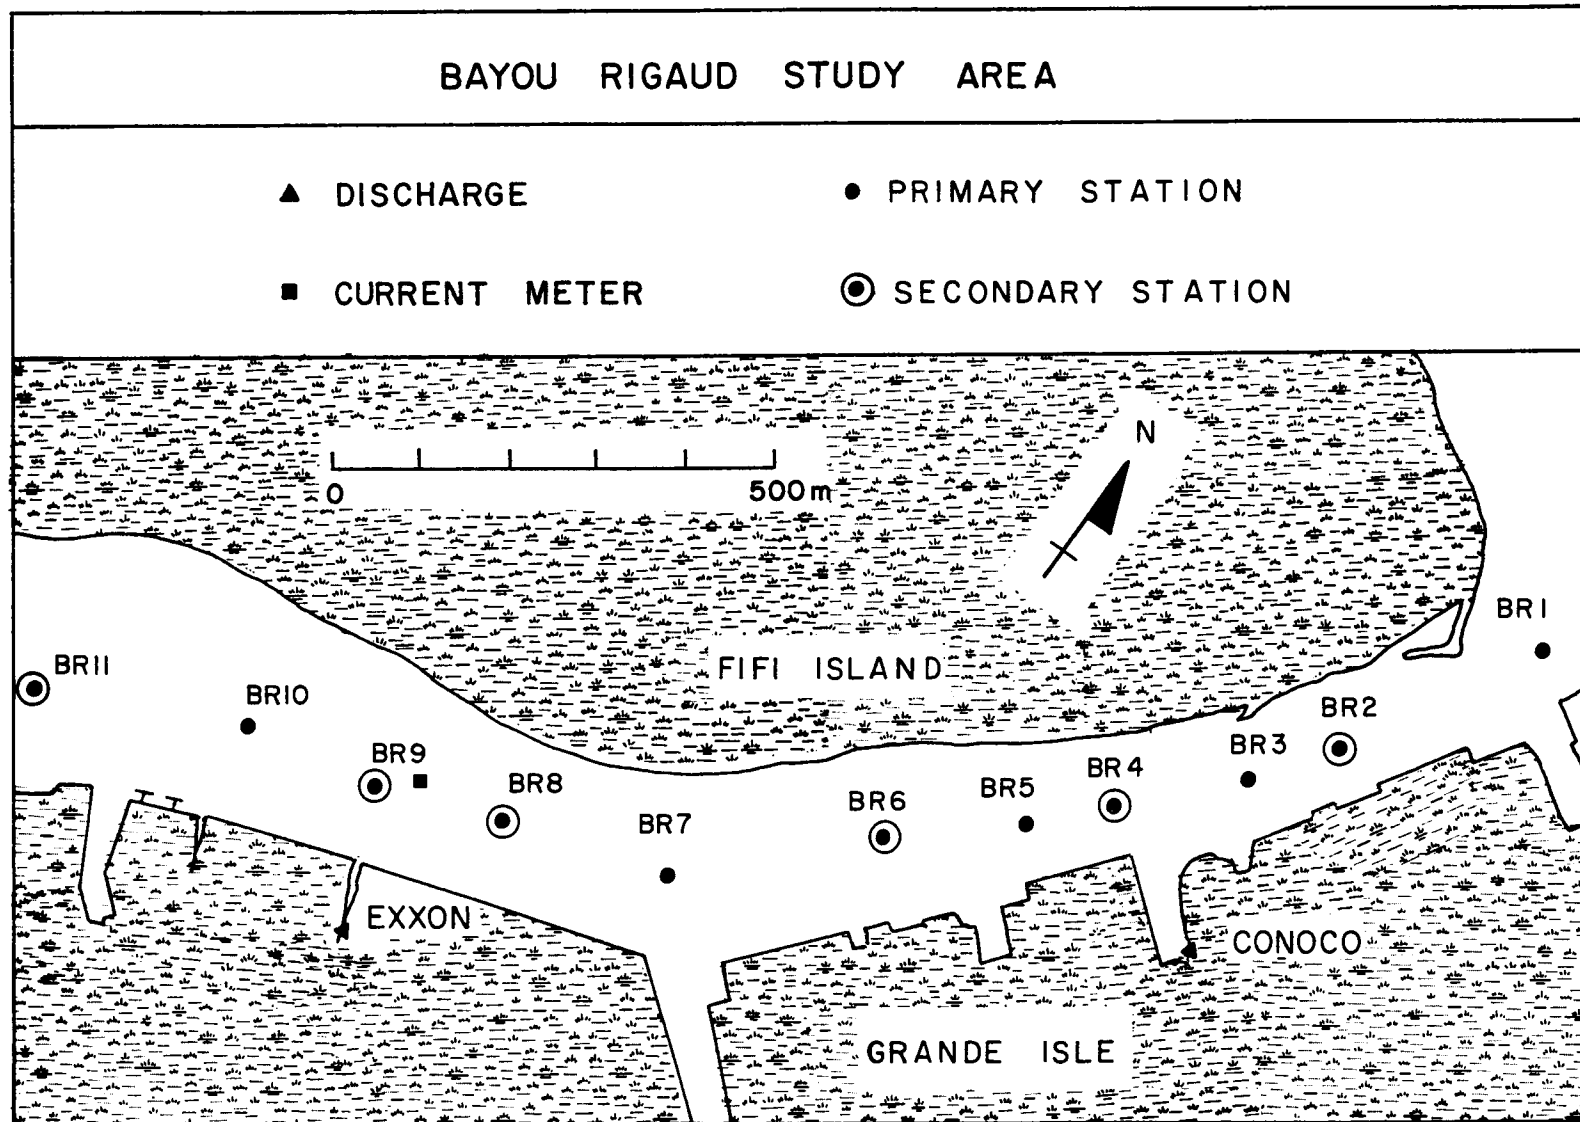 BAYOU RIGAUD STUDY AREA
DISCHARGE
PRIMARY STATION
CURRENT METER
SECONDARY STATION
N
0
500m
BR1
FIFI ISLAND
BR11
BR10
BR2
BR3
BR9
BR8
BR4
BR5
BR6
BR7
EXXON
CONOCO
GRANDE ISLE